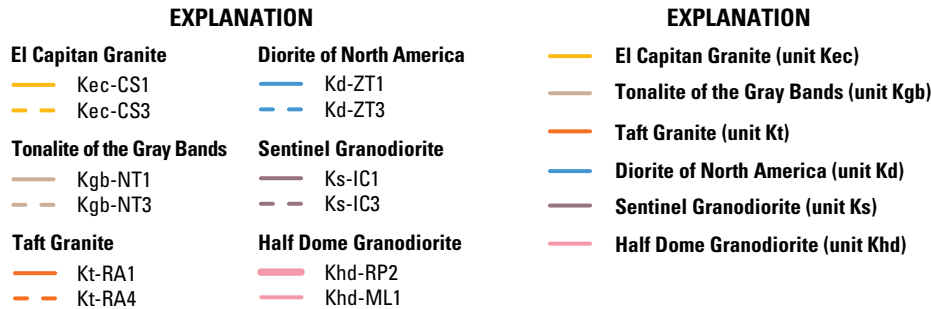 EXPLANATION
El Capitan Granite
Kec-CS1
Kec-CS3
Tonalite of the Gray Bands
Kgb-NT1
Kgb-NT3
Taft Granite
Kt-RA1
Kt-RA4
Diorite of North America
Kd-ZT1
Kd-ZT3
Sentinel Granodiorite
Ks-IC1
Ks-IC3
Half Dome Granodiorite
Khd-RP2
Khd-ML1
EXPLANATION
El Capitan Granite (unit Kec)
Tonalite of the Gray Bands (unit Kgb)
Taft Granite (unit Kt)
Diorite of North America (unit Kd)
Sentinel Granodiorite (unit Ks)
Half Dome Granodiorite (unit Khd)